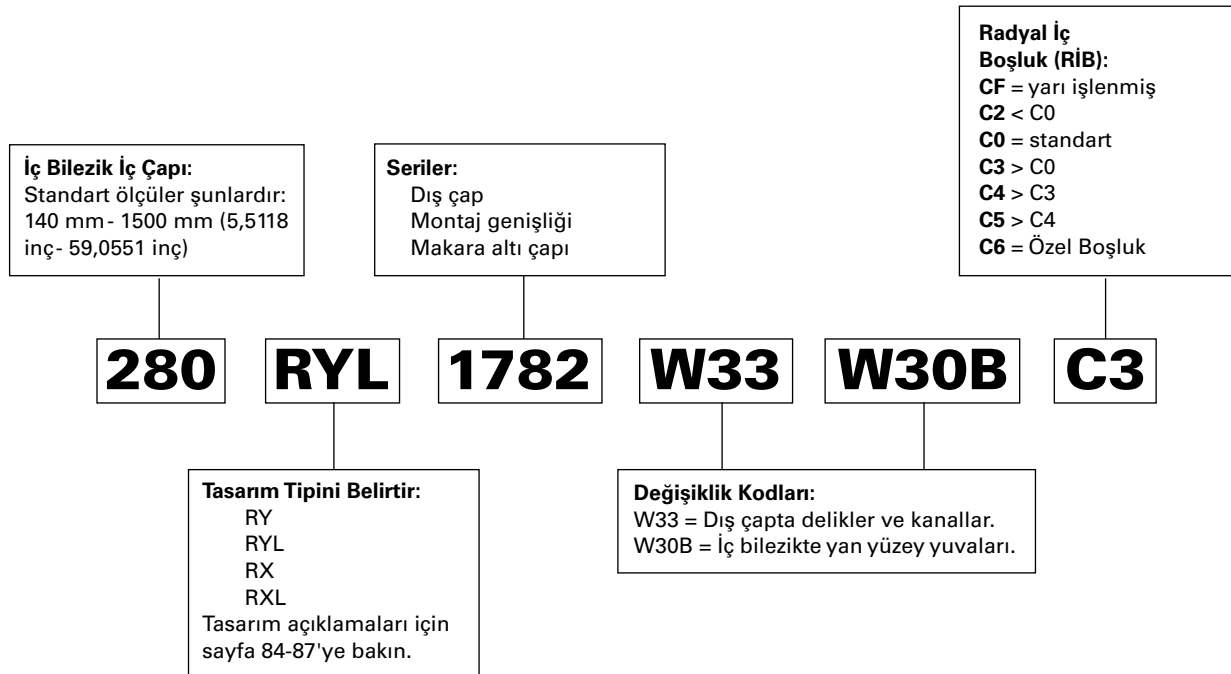 Radyal İç
Boşluk (RİB):
CF = yarı işlenmiş
C2 < C0
C0 = standart
C3 > C0
C4 > C3
C5 > C4
C6 = Özel Boşluk
İç Bilezik İç Çapı:
Standart ölçüler şunlardır:
140 mm - 1500 mm (5,5118
inç- 59,0551 inç)
Seriler:
Dış çap
Montaj genişliği
Makara altı çapı
280 RYL 1782 W33 W30B C3
Tasarım Tipini Belirtir:
RY
RYL
RX
RXL
Tasarım açıklamaları için
sayfa 84-87'ye bakın.
Değişiklik Kodları:
W33 = Dış çapta delikler ve kanallar.
W30B = İç bilezikte yan yüzey yuvaları.